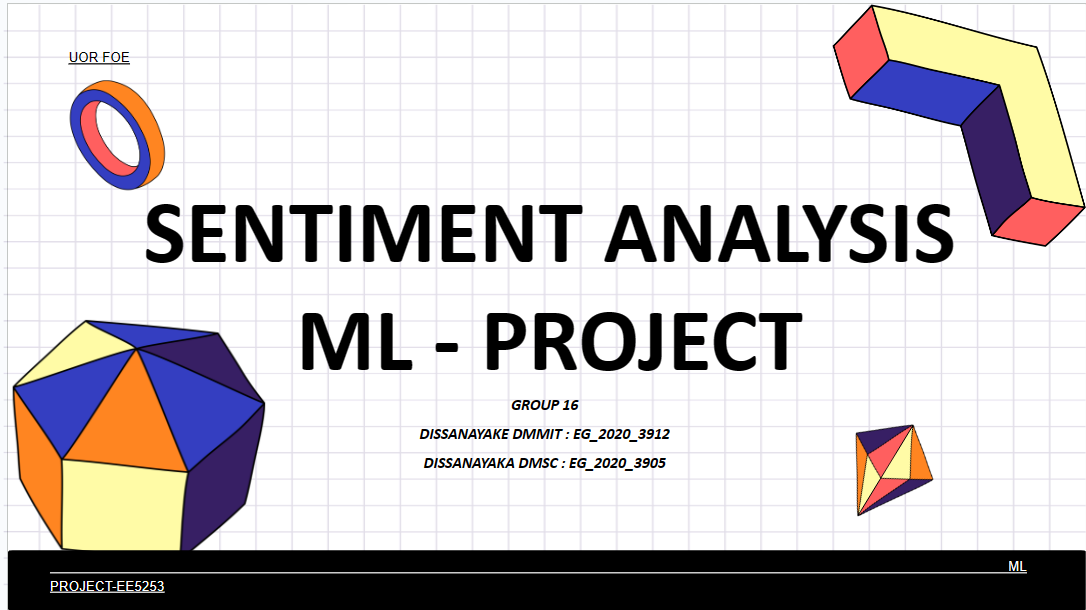 UOR FOE
SENTIMENT ANALYSIS
ML - PROJECT
GROUP 16
DISSANAYAKE DMMIT : EG_2020_3912
DISSANAYAKA DMSC : EG_2020_3905
ML
PROJECT-EE5253